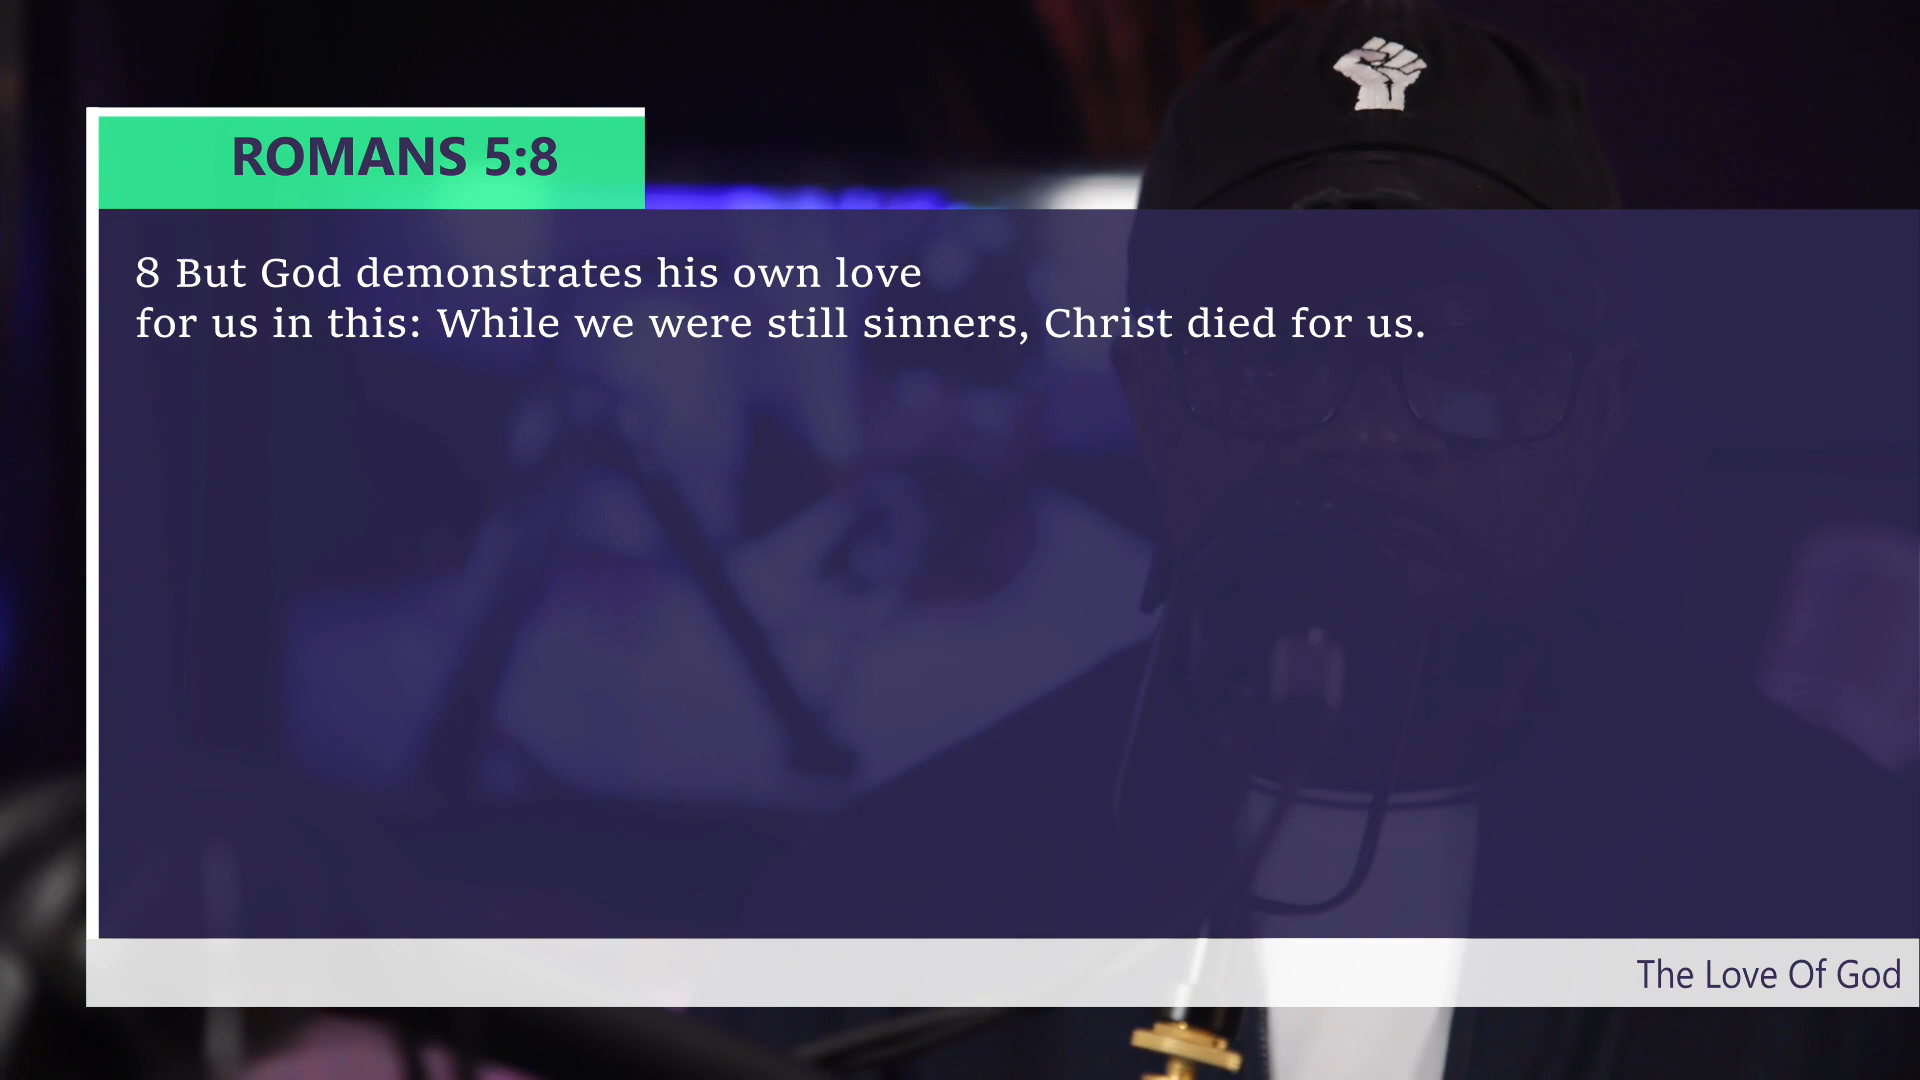 ROMANS 5:8
8 But God demonstrates his own love
for us in this: While we were still sinners, Christ died for us.
The Love Of God